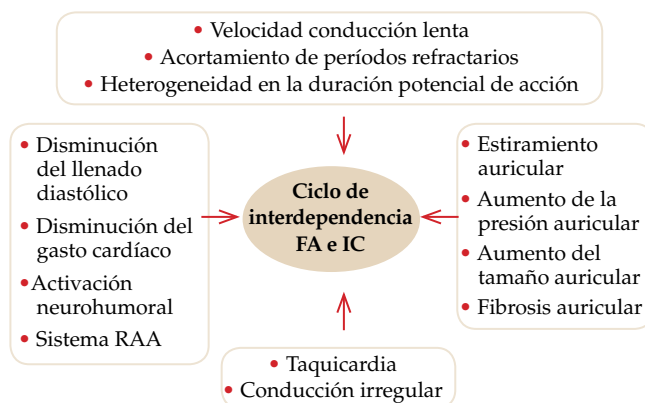 • Velocidad conducción lenta
• Acortamiento de períodos refractarios
• Heterogeneidad en la duración potencial de acción
• Disminución
del llenado
diastólico
• Disminución del
gasto cardíaco
•Activación
neurohumoral
• Sistema RAA
Ciclo de
interdependencia
FA e IC
• Estiramiento
auricular
• Aumento de la
presión auricular
• Aumento del
tamaño auricular
• Fibrosis auricular
• Taquicardia
• Conducción irregular